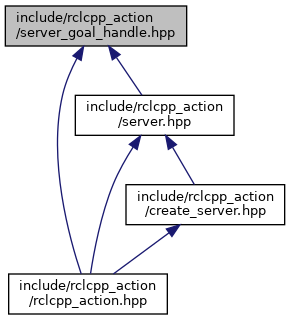 include/rclcpp_action
/server_goal_handle.hpp
include/rclcpp_action
/server.hpp
include/rclcpp_action
/create_server.hpp
include/rclcpp_action
/rclcpp_action.hpp